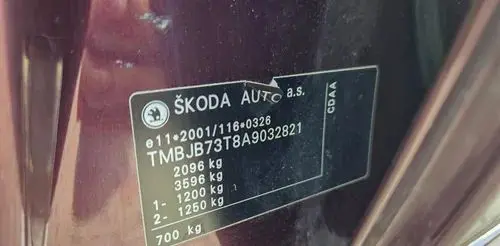 ŠKODA AUTO a.s.
e11*2001/116*0326
TMBJB73T8A9032821
2096 kg
3596 kg
1- 1200 kg
2- 1250 kg
700 kg
CDAA